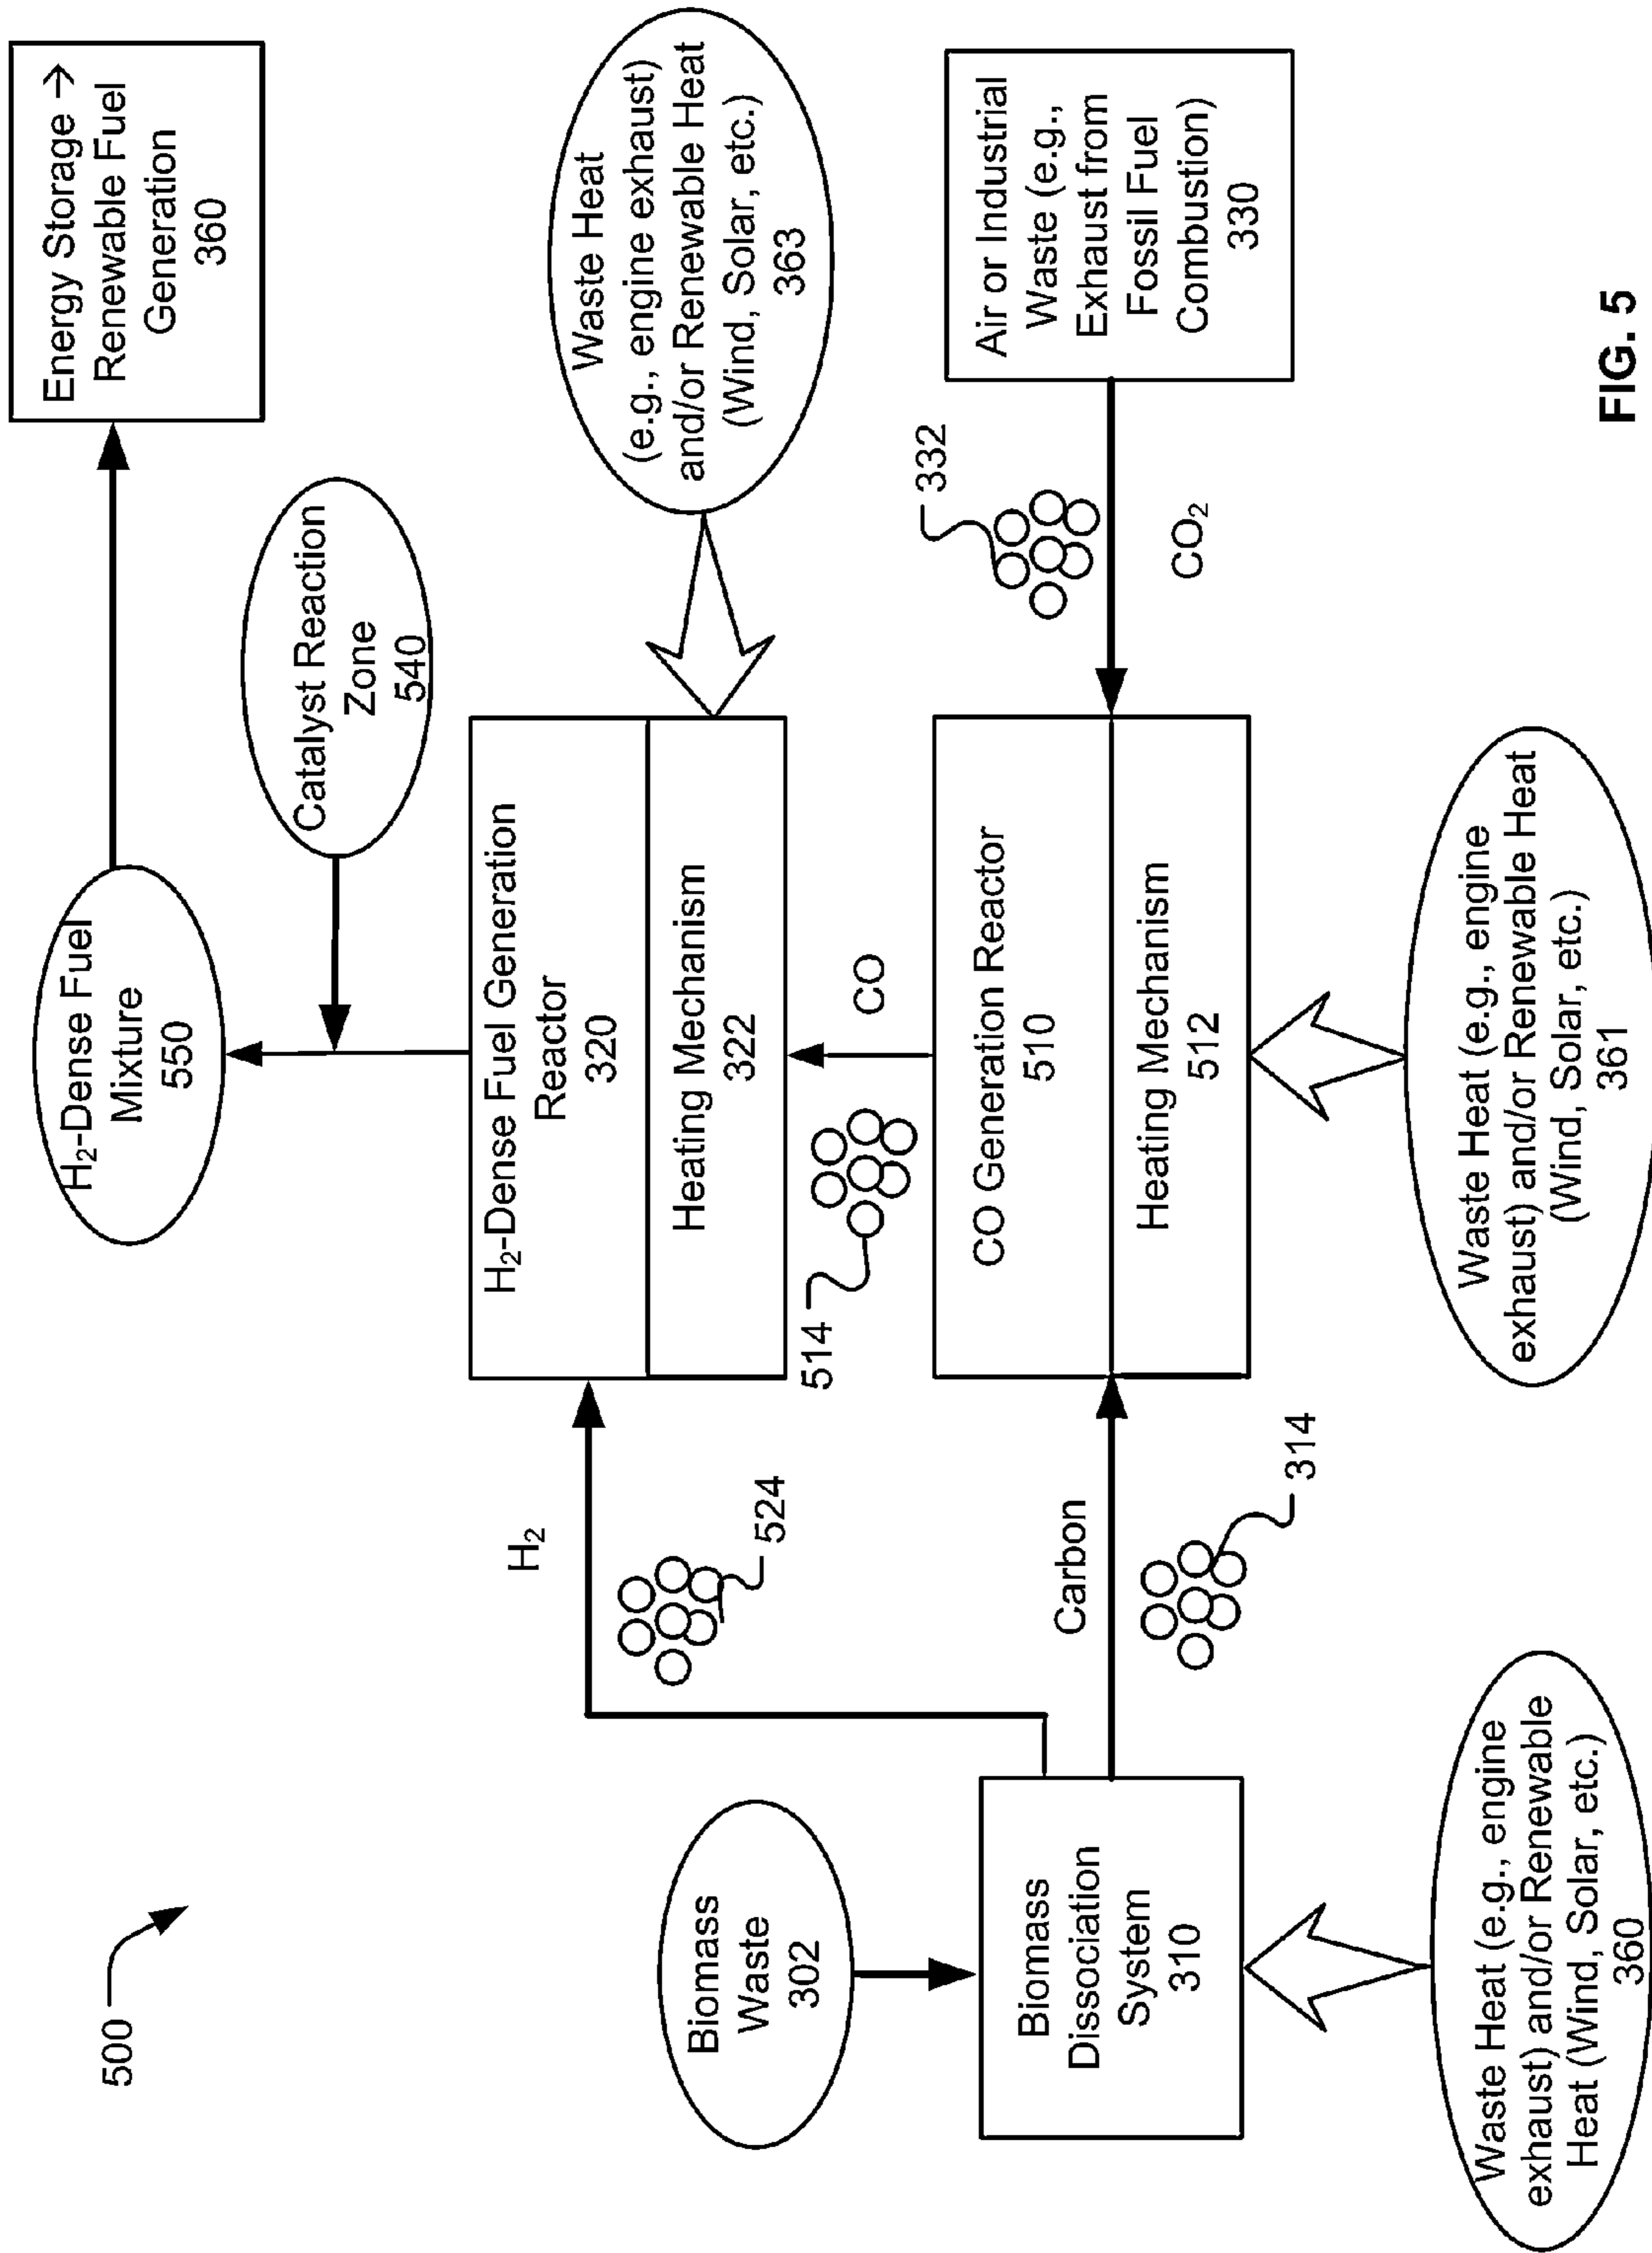 500
Biomass
Waste
302
Biomass
Dissociation
System
310
Waste Heat (e.g., engine
exhaust) and/or Renewable
Heat (Wind, Solar, etc.)
360
H₂
524
Carbon
314
H₂-Dense Fuel
Mixture
550
Catalyst Reaction
Zone
540
Energy Storage →
Renewable Fuel
Generation
360
H₂-Dense Fuel Generation
Reactor
320
Heating Mechanism
322
Waste Heat
(e.g., engine exhaust)
and/or Renewable Heat
(Wind, Solar, etc.)
363
514
CO
CO Generation Reactor
510
Heating Mechanism
512
332
CO₂
Air or Industrial
Waste (e.g.,
Exhaust from
Fossil Fuel
Combustion)
330
Waste Heat (e.g., engine
exhaust) and/or Renewable Heat
(Wind, Solar, etc.)
361
FIG. 5